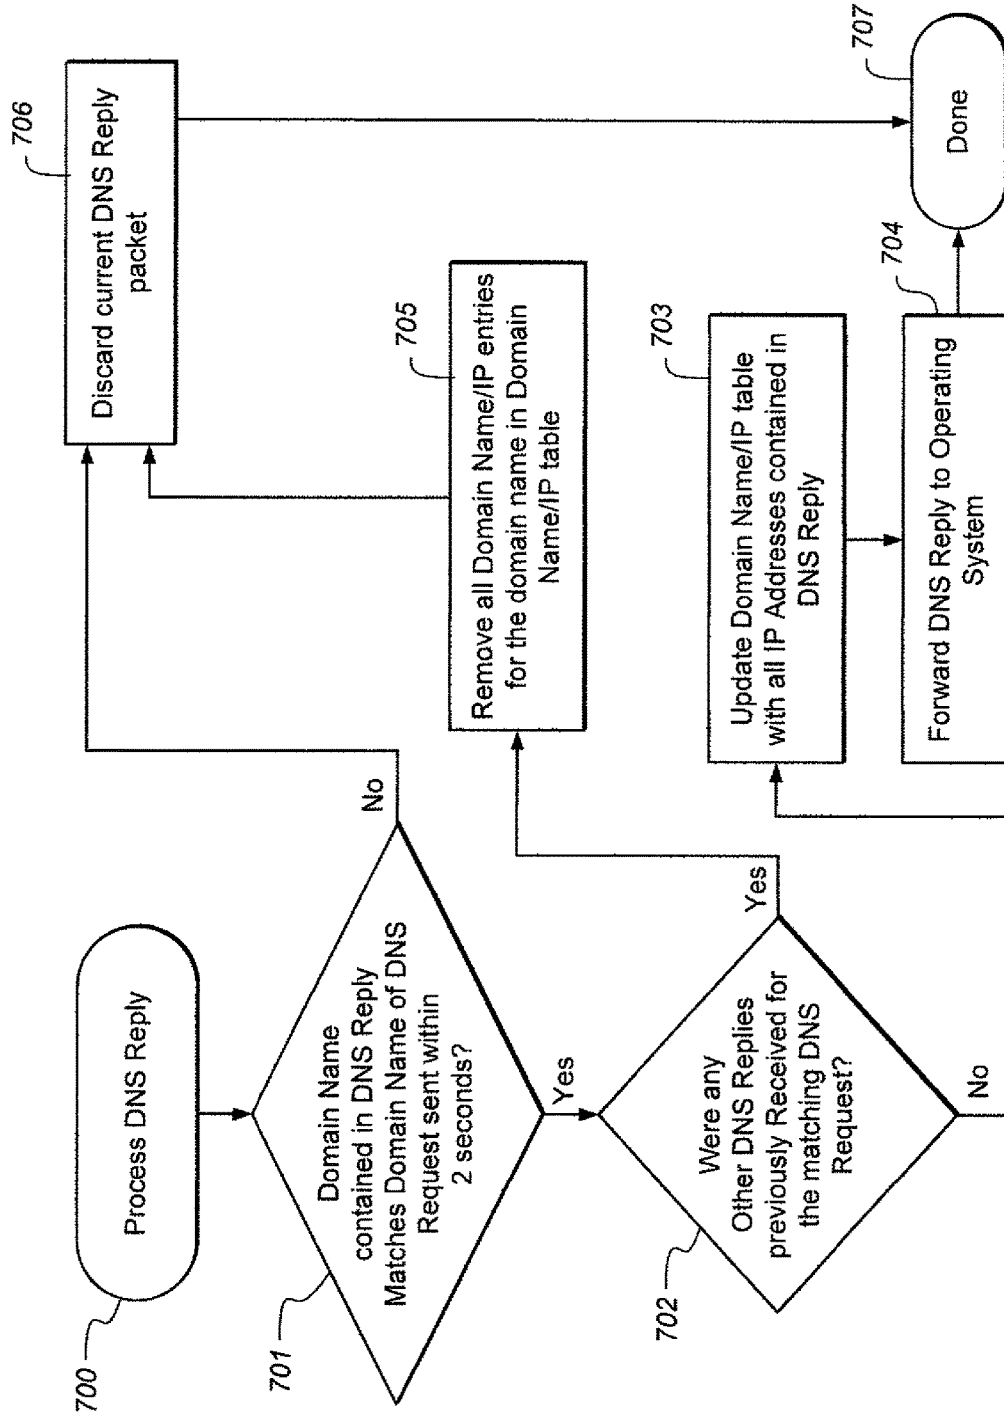 700
Process DNS Reply
701
Domain Name
contained in DNS Reply
Matches Domain Name of DNS
Request sent within
2 seconds?
No
Yes
702
Were any
Other DNS Replies
previously Received for
the matching DNS
Request?
Yes
No
706
Discard current DNS Reply
packet
705
Remove all Domain Name/IP entries
for the domain name in Domain
Name/IP table
703
Update Domain Name/IP table
with all IP Addresses contained in
DNS Reply
704
Forward DNS Reply to Operating
System
707
Done